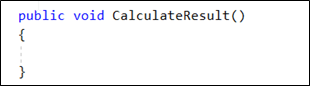 public void CalculateResult()
{
}